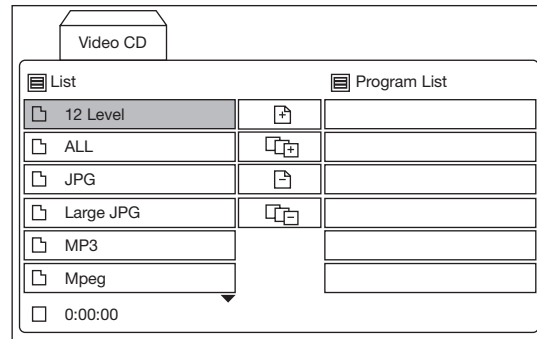 Video CD
List
Program List
12 Level
ALL
JPG
Large JPG
MP3
Mpeg
0:00:00